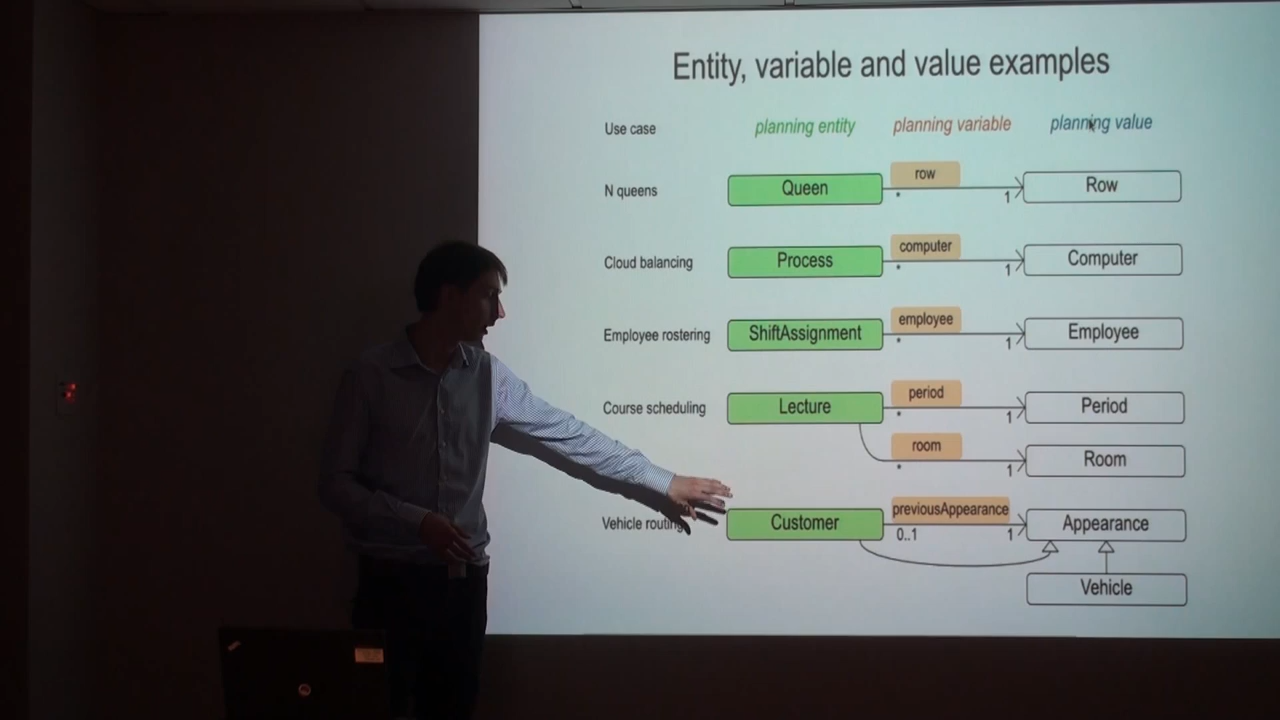 Entity, variable and value examples
Use case planning entity planning variable planning value
N queens Queen row * 1 Row
Cloud balancing Process computer * 1 Computer
Employee rostering ShiftAssignment employee * 1 Employee
Course scheduling Lecture period * 1 Period
room * 1 Room
Vehicle routing Customer previousAppearance 0..1 1 Appearance
Vehicle